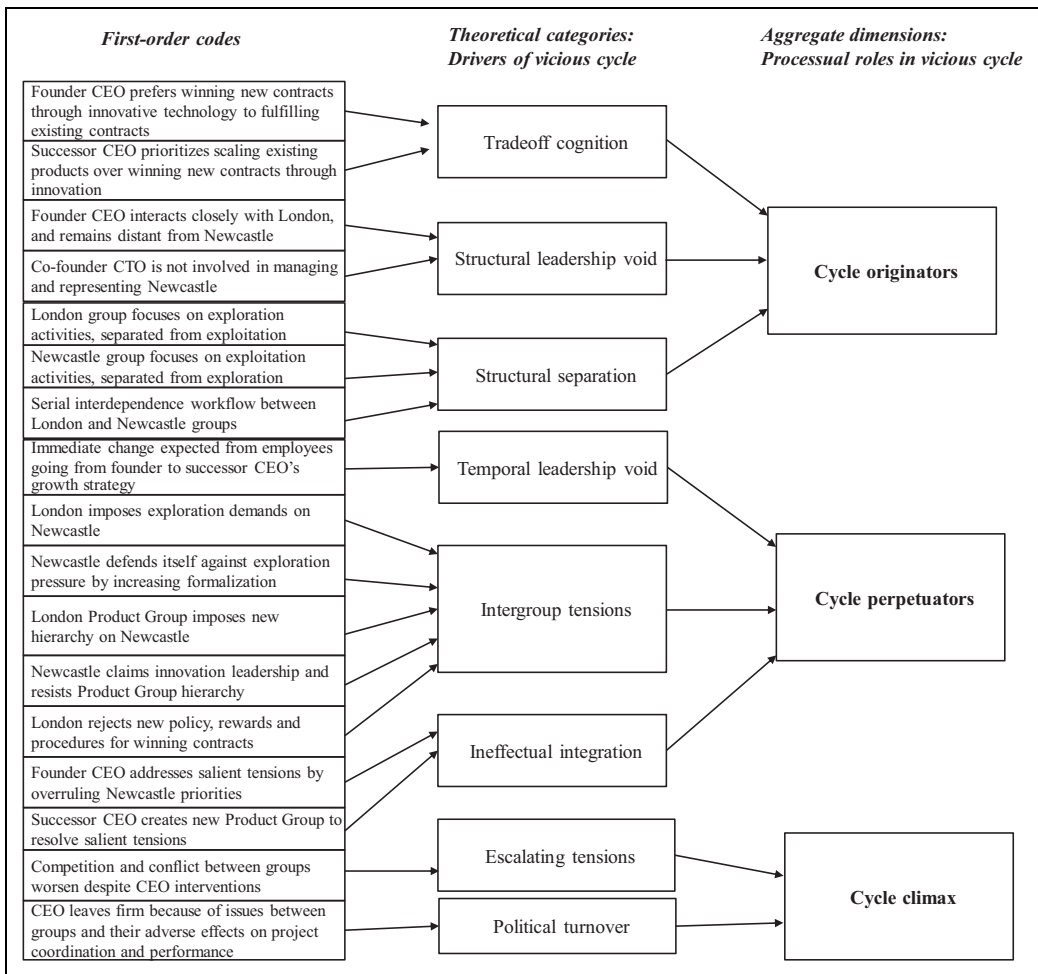 First-order codes
Theoretical categories:
Drivers of vicious cycle
Aggregate dimensions:
Processual roles in vicious cycle
Founder CEO prefers winning new contracts
through innovative technology to fulfilling
existing contracts
Successor CEO prioritizes scaling existing
products over winning new contracts through
innovation
Founder CEO interacts closely with London,
and remains distant from Newcastle
Co-founder CTO is not involved in managing
and representing Newcastle
London group focuses on exploration
activities, separated from exploitation
Newcastle group focuses on exploitation
activities, separated from exploration
Serial interdependence workflow between
London and Newcastle groups
Immediate change expected from employees
going from founder to successor CEO's
growth strategy
London imposes exploration demands on
Newcastle
Newcastle defends itself against exploration
pressure by increasing formalization
London Product Group imposes new
hierarchy on Newcastle
Newcastle claims innovation leadership and
resists Product Group hierarchy
London rejects new policy, rewards and
procedures for winning contracts
Founder CEO addresses salient tensions by
overruling Newcastle priorities
Successor CEO creates new Product Group to
resolve salient tensions
Competition and conflict between groups
worsen despite CEO interventions
CEO leaves firm because of issues between
groups and their adverse effects on project
coordination and performance
Tradeoff cognition
Structural leadership void
Structural separation
Temporal leadership void
Intergroup tensions
Ineffectual integration
Escalating tensions
Political turnover
Cycle originators
Cycle perpetuators
Cycle climax